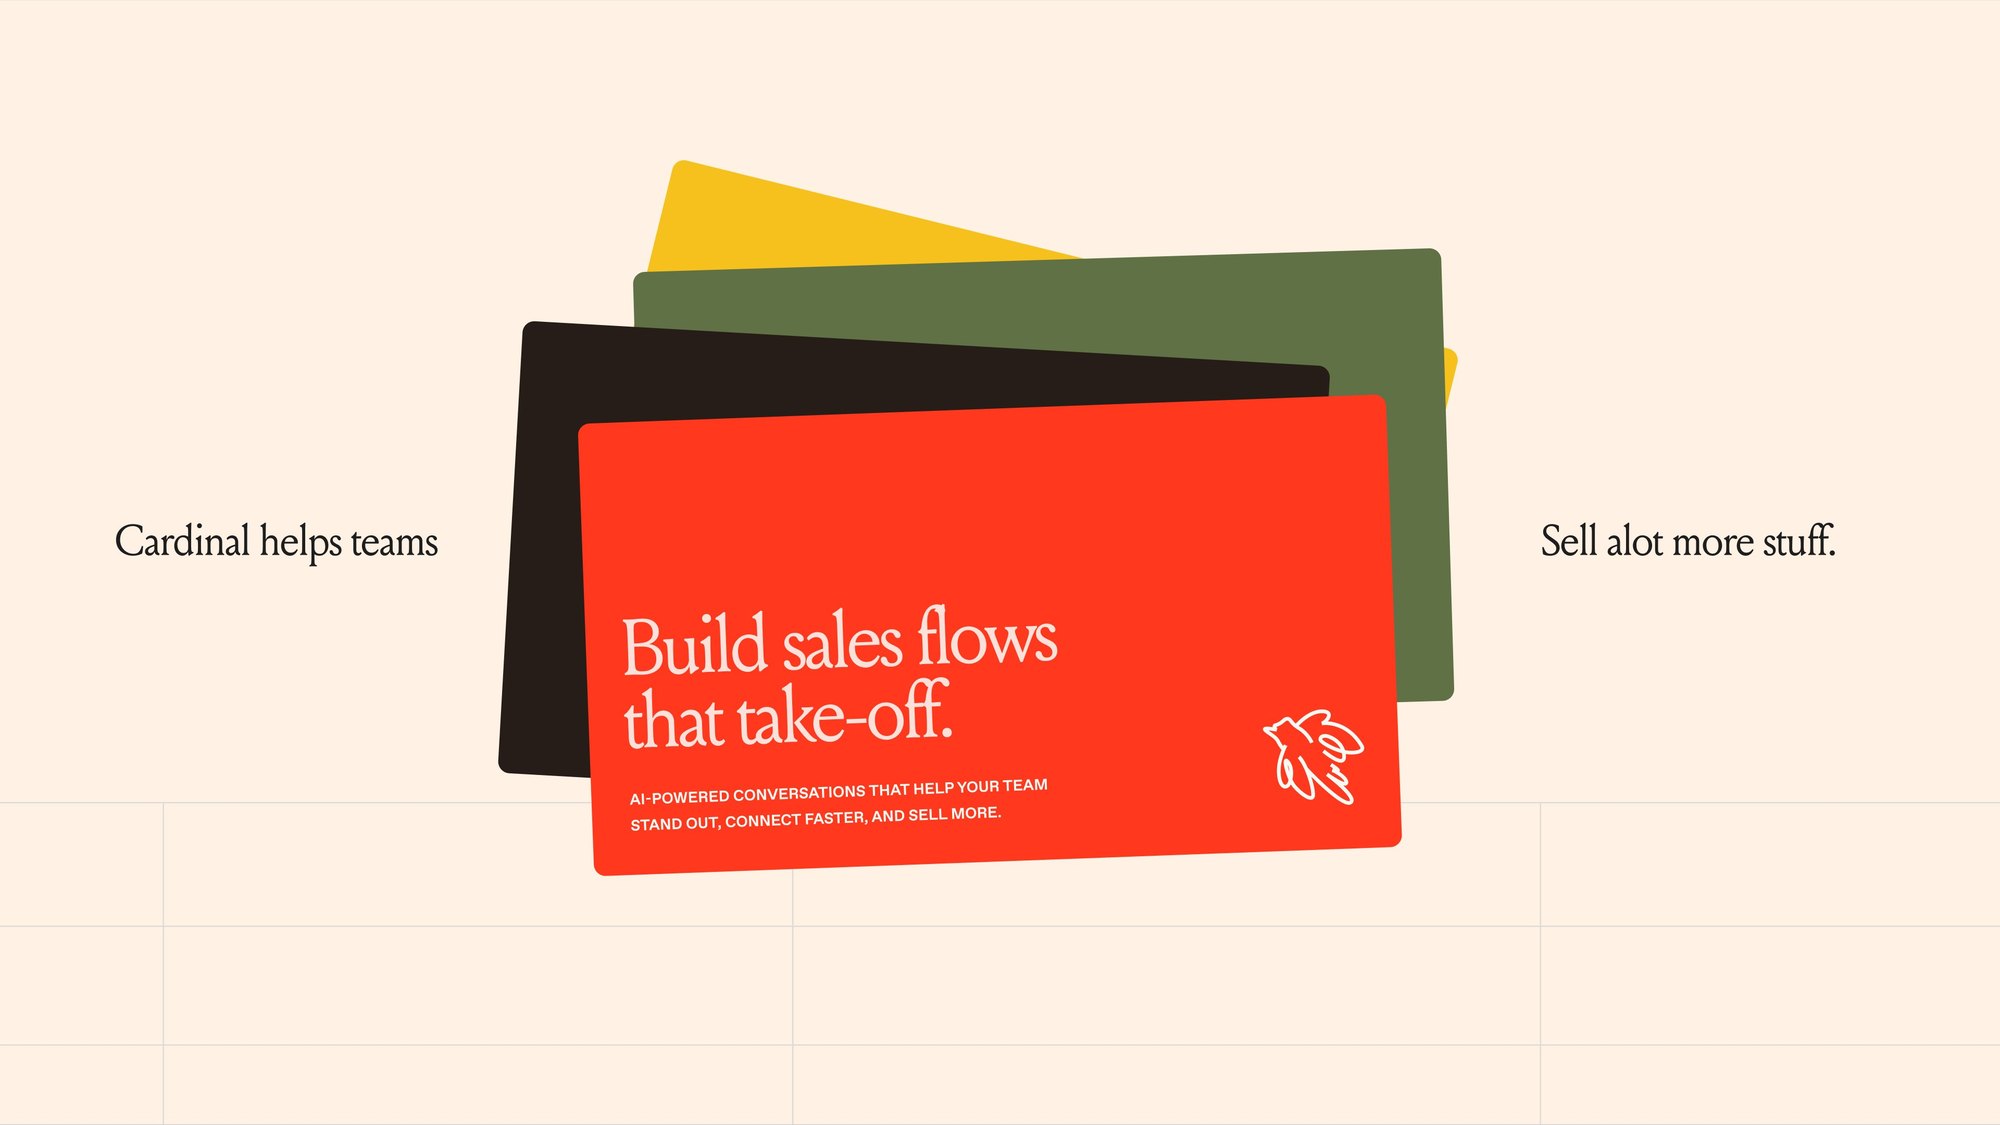 Cardinal helps teams
Sell alot more stuff.
Build sales flows
that take-off.
AI-POWERED CONVERSATIONS THAT HELP YOUR TEAM
STAND OUT, CONNECT FASTER, AND SELL MORE.